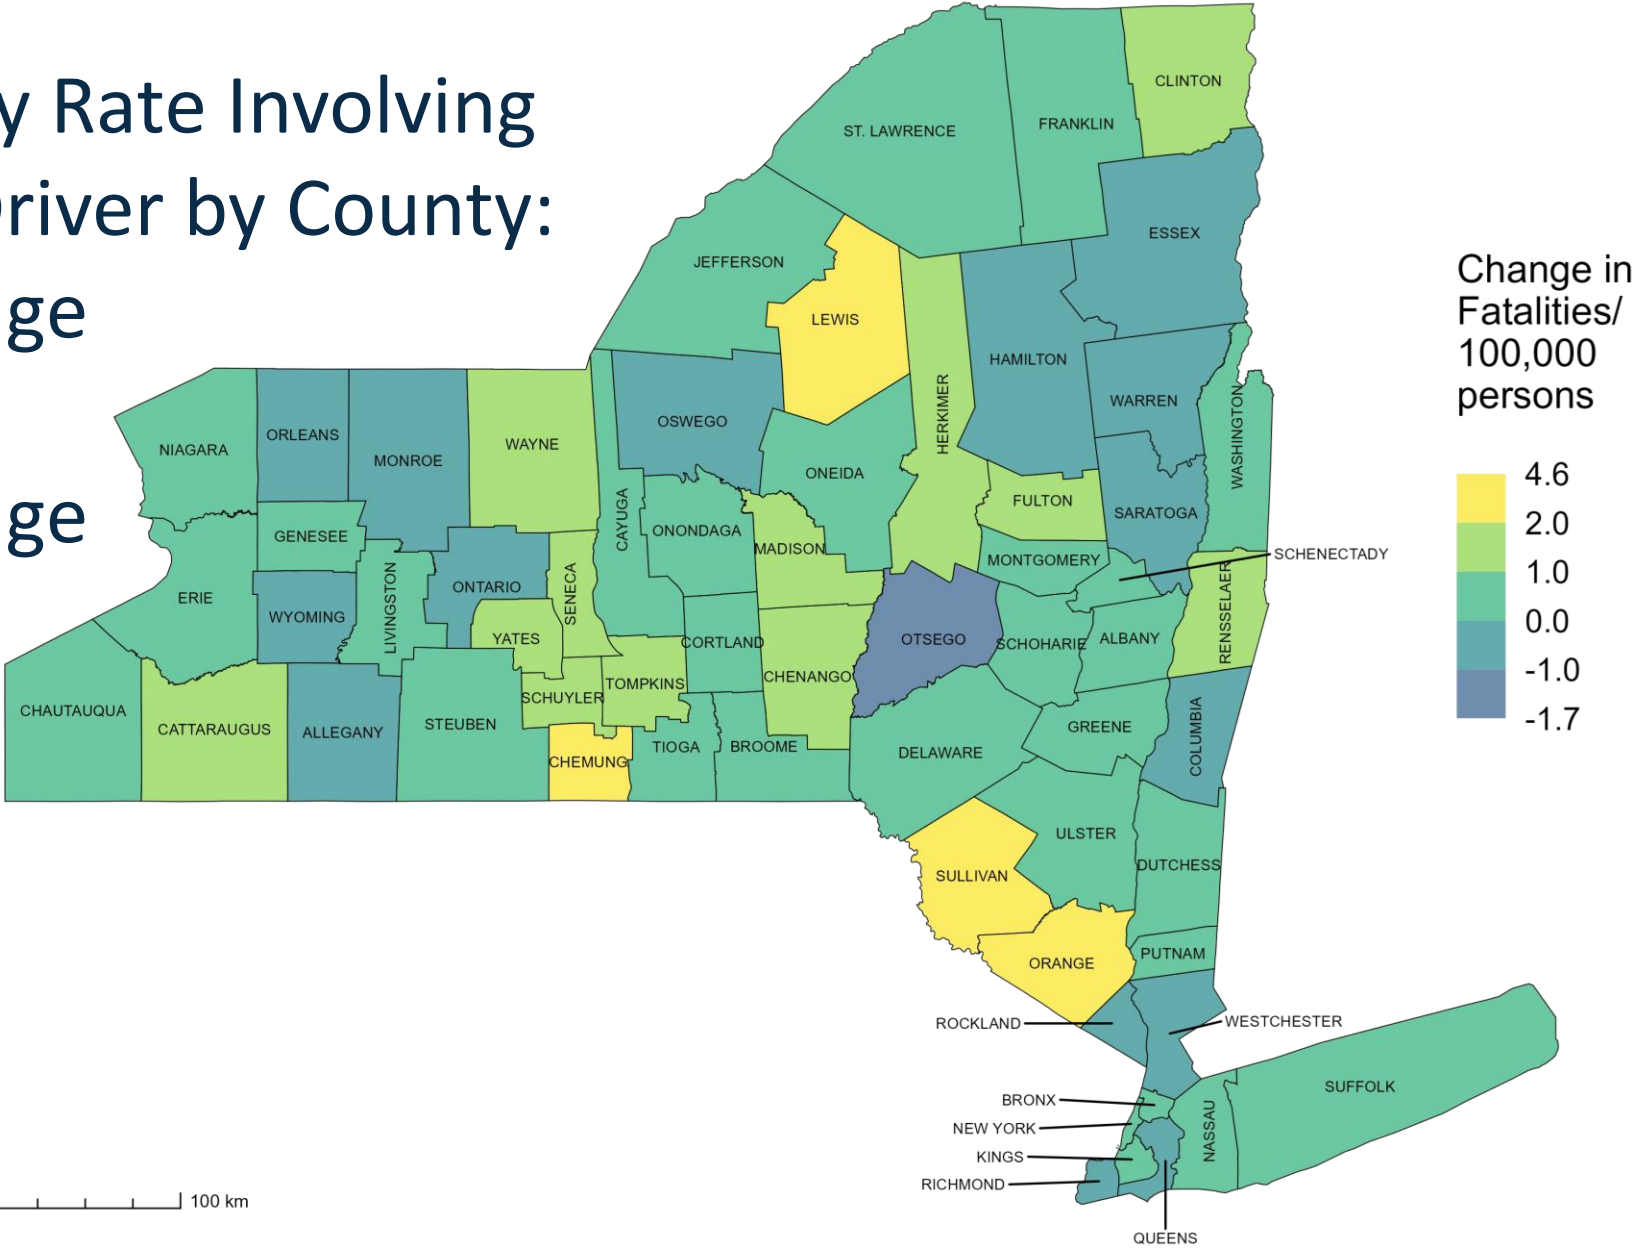 y Rate Involving
Driver by County:
ge
ge
Change in
Fatalities/
100,000
persons
4.6
2.0
1.0
0.0
-1.0
-1.7
CLINTON
FRANKLIN
ST. LAWRENCE
ESSEX
JEFFERSON
LEWIS
HAMILTON
HERKIMER
WARREN
WASHINGTON
OSWEGO
ONEIDA
FULTON
SARATOGA
NIAGARA
ORLEANS
MONROE
WAYNE
CAYUGA
ONONDAGA
MADISON
MONTGOMERY
SCHENECTADY
GENESEE
ERIE
WYOMING
LIVINGSTON
ONTARIO
SENECA
YATES
CORTLAND
OTSEGO
SCHOHARIE
ALBANY
RENSSELAER
CHAUTAUQUA
CATTARAUGUS
ALLEGANY
STEUBEN
SCHUYLER
TOMPKINS
CHENANGO
CHEMUNG
TIOGA
BROOME
DELAWARE
GREENE
COLUMBIA
ULSTER
DUTCHESS
SULLIVAN
ORANGE
PUTNAM
ROCKLAND
WESTCHESTER
BRONX
NEW YORK
KINGS
RICHMOND
QUEENS
NASSAU
SUFFOLK
100 km